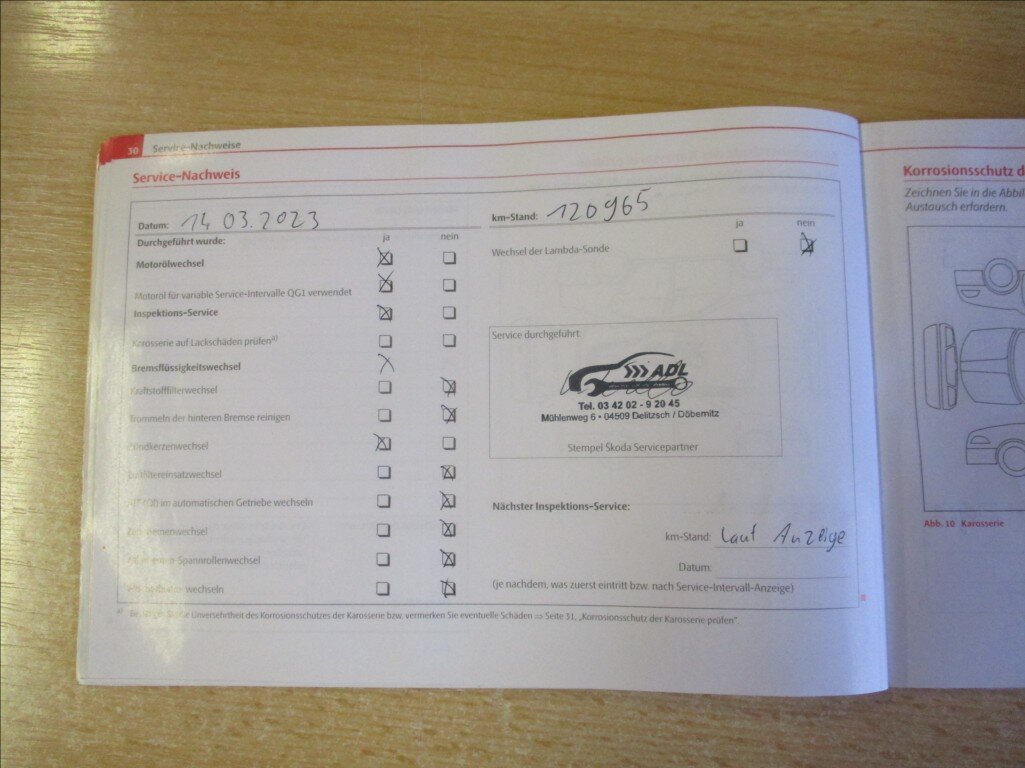 30 Service-Nachweise
Service-Nachweis
Datum: 14 03.2023
km-Stand: 120965
Durchgeführt wurde: ja nein
ja nein
Motorölwechsel
Wechsel der Lambda-Sonde
Motoröl für variable Service-Intervalle QG1 verwendet
Inspektions-Service
Karosserie auf Lackschäden prüfen a)
Bremsflüssigkeitswechsel
Kraftstofffilterwechsel
Trommeln der hinteren Bremse reinigen
Zündkerzenwechsel
Luftfiltereinsatzwechsel
im automatischen Getriebe wechseln
Zahnriemenwechsel
Spannrollenwechsel
wechseln
Service durchgeführt
ADL
Tel. 03 42 02 - 9 20 45
Mühlenweg 6 • 04509 Delitzsch / Döbernitz
Stempel Skoda Servicepartner
Nächster Inspektions-Service:
km-Stand: laut Anzeige
Datum:
(je nachdem, was zuerst eintritt bzw. nach Service-Intervall-Anzeige)
a) Unversehrtheit des Korrosionsschutzes der Karosserie bzw. vermerken Sie eventuelle Schäden ⇒ Seite 31, „Korrosionsschutz der Karosserie prüfen“.
Korrosionsschutz d
Zeichnen Sie in die Abbil
Austausch erfordern.
Abb. 10 Karosserie